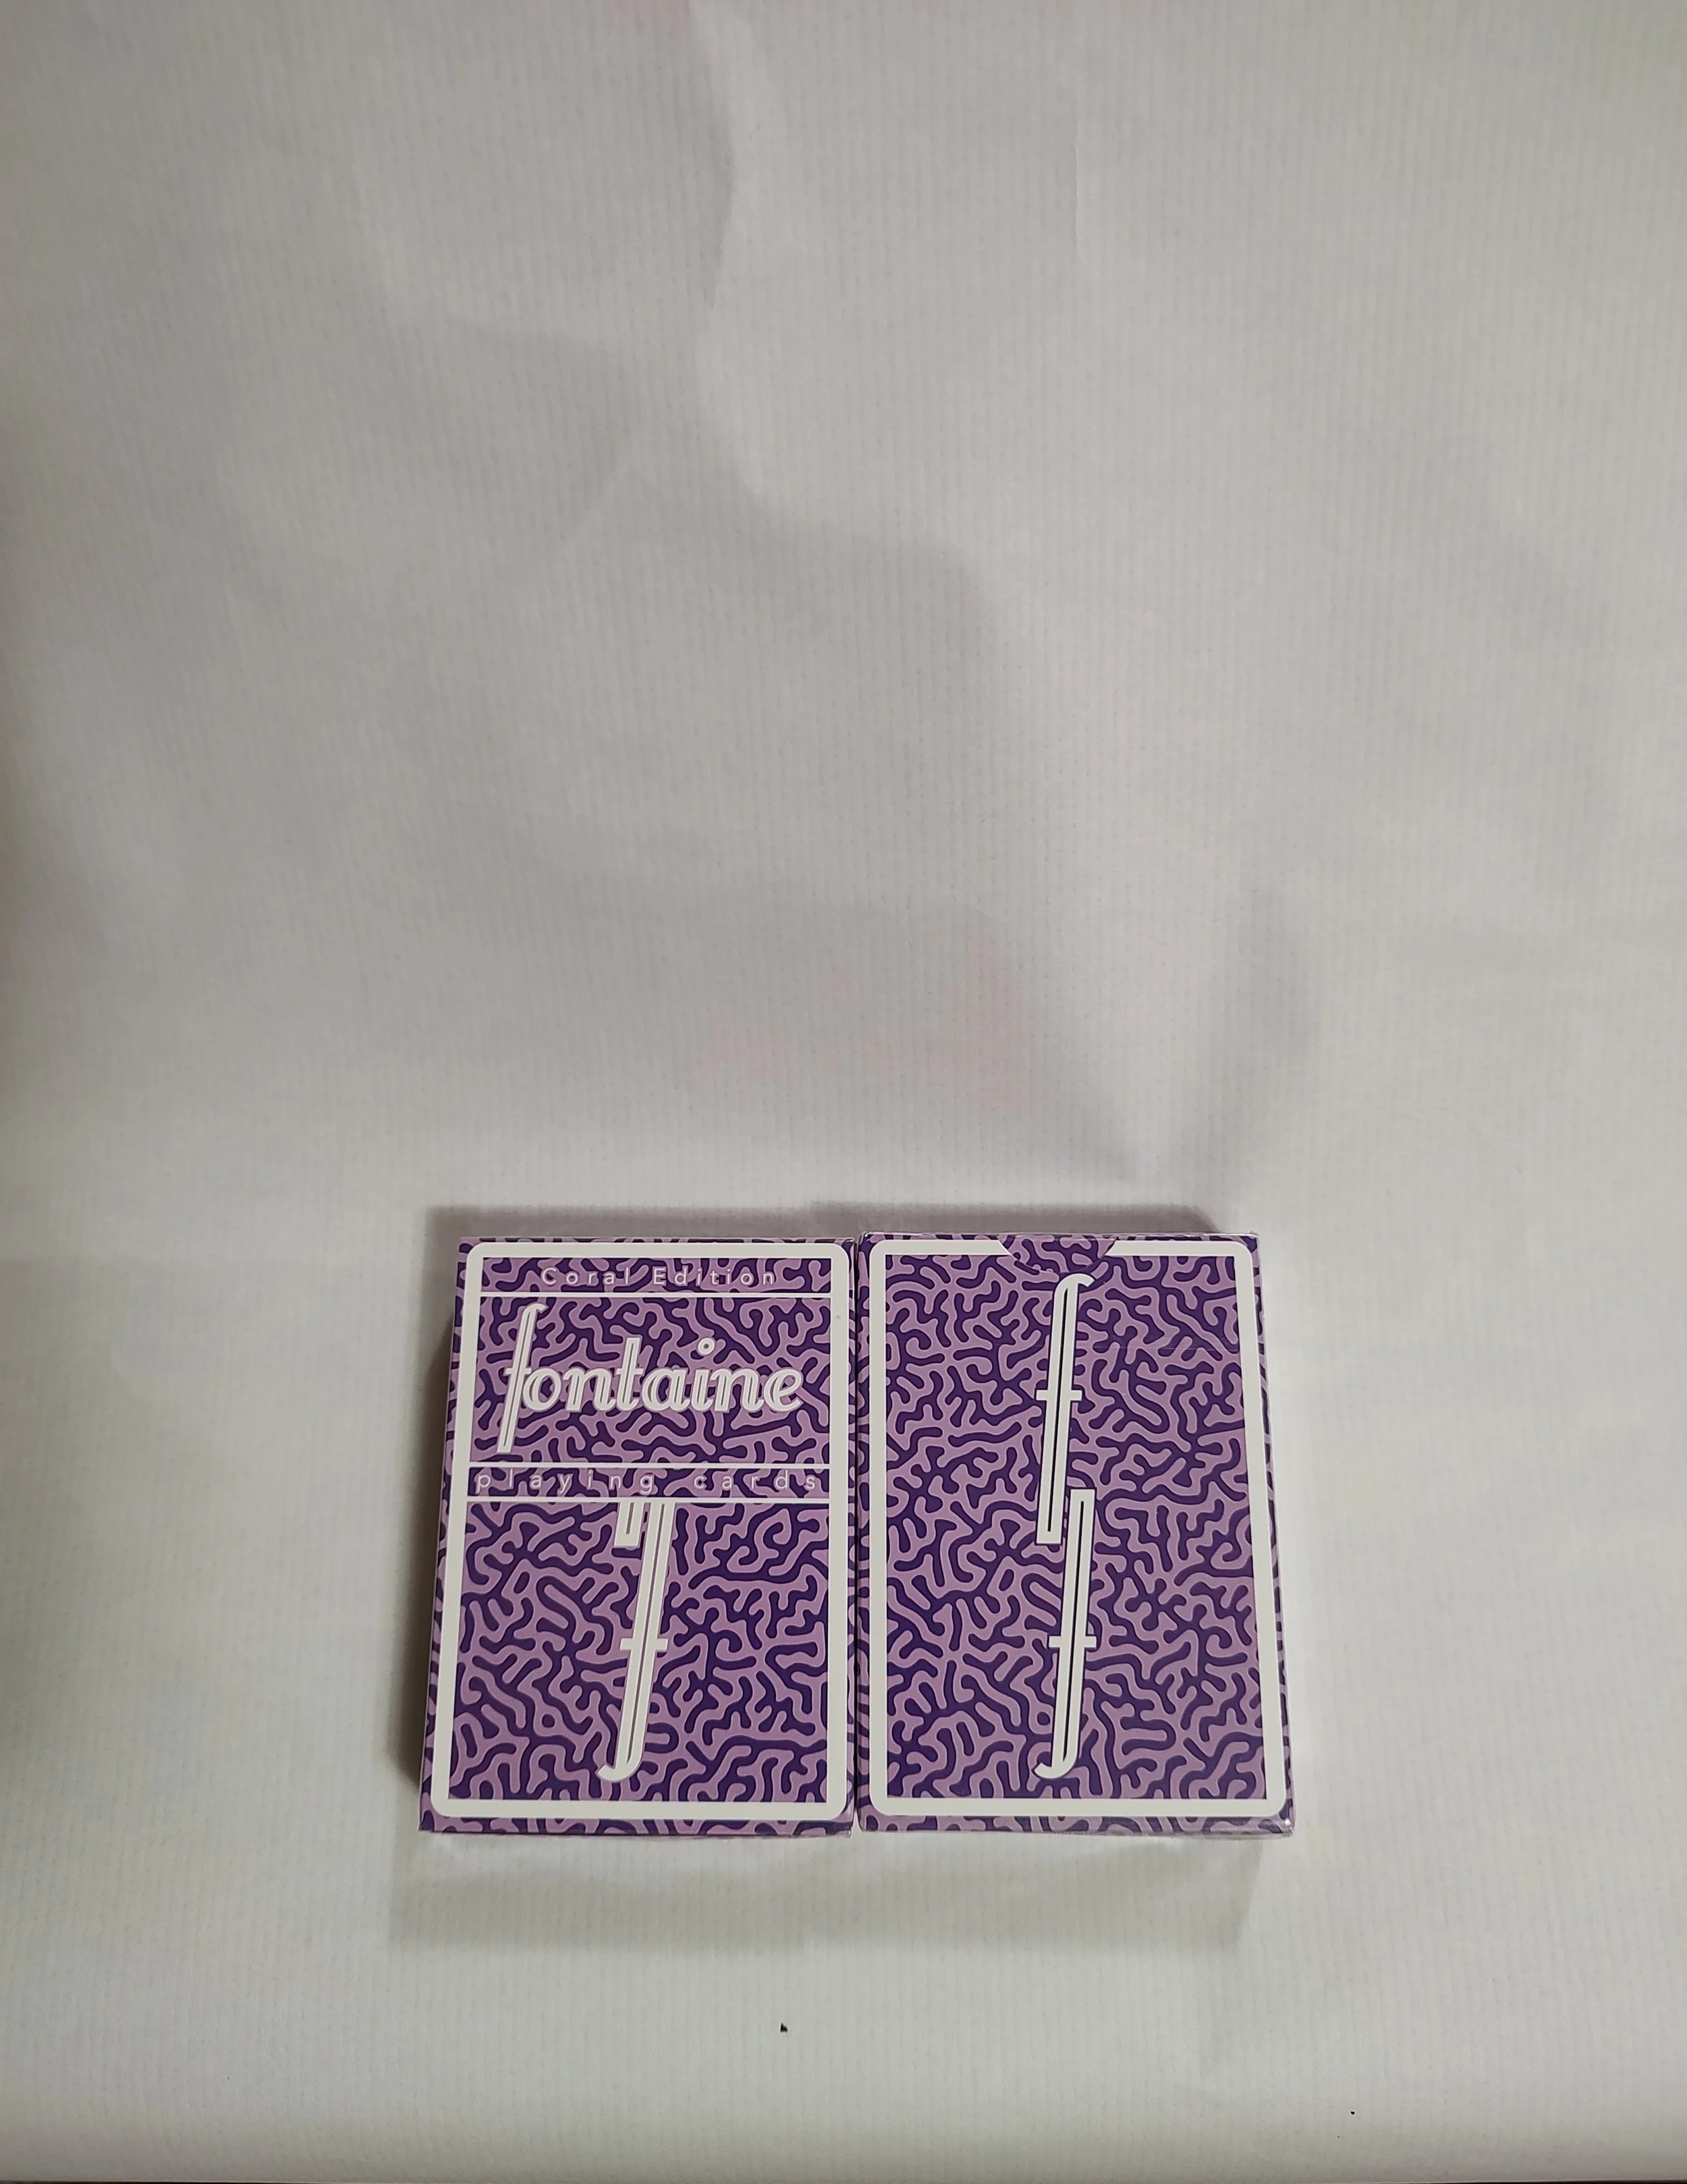 Coral Edition
fontaine
playing cards
f
f
f